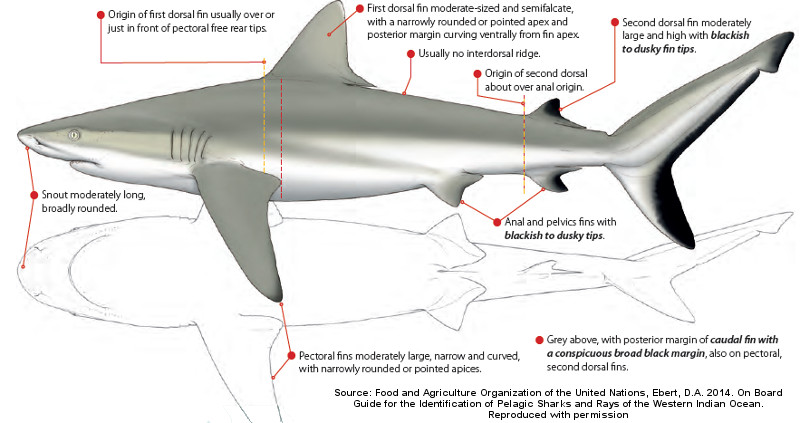 Origin of first dorsal fin usually over or
just in front of pectoral free rear tips.
First dorsal fin moderate-sized and semifalcate,
with a narrowly rounded or pointed apex and
posterior margin curving ventrally from fin apex.
Usually no interdorsal ridge.
Second dorsal fin moderately
large and high with blackish
to dusky fin tips.
Origin of second dorsal
about over anal origin.
Snout moderately long,
broadly rounded.
Anal and pelvics fins with
blackish to dusky tips.
Pectoral fins moderately large, narrow and curved,
with narrowly rounded or pointed apices.
Grey above, with posterior margin of caudal fin with
a conspicuous broad black margin, also on pectoral,
second dorsal fins.
Source: Food and Agriculture Organization of the United Nations, Ebert, D.A. 2014. On Board
Guide for the Identification of Pelagic Sharks and Rays of the Western Indian Ocean.
Reproduced with permission